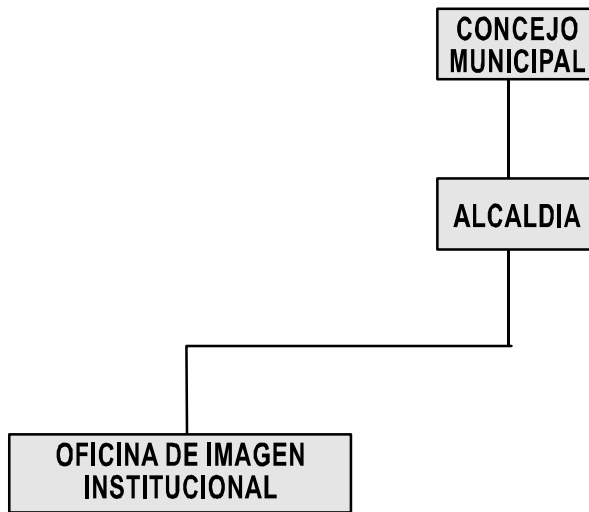 CONCEJO
MUNICIPAL
ALCALDIA
OFICINA DE IMAGEN
INSTITUCIONAL